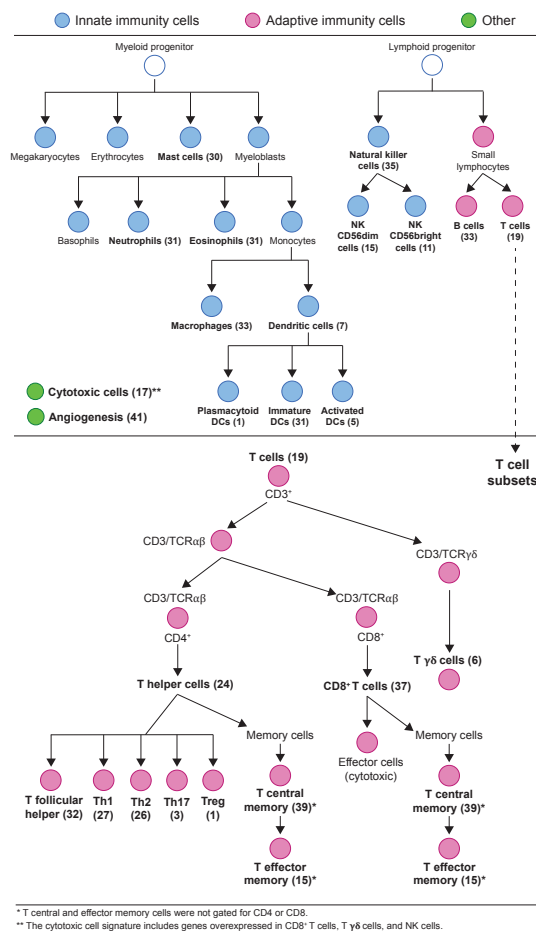 Innate immunity cells
Adaptive immunity cells
Other
Myeloid progenitor
Lymphoid progenitor
Megakaryocytes
Erythrocytes
Mast cells (30)
Myeloblasts
Natural killer
cells (35)
Small
lymphocytes
Basophils
Neutrophils (31)
Eosinophils (31)
Monocytes
NK
CD56dim
cells (15)
NK
CD56bright
cells (11)
B cells
(33)
T cells
(19)
Macrophages (33)
Dendritic cells (7)
Cytotoxic cells (17)**
Angiogenesis (41)
Plasmacytoid
DCs (1)
Immature
DCs (31)
Activated
DCs (5)
T cell
subsets
T cells (19)
CD3⁺
CD3/TCRαβ
CD3/TCRγδ
CD3/TCRαβ
CD4⁺
CD3/TCRαβ
CD8⁺
T γδ cells (6)
T helper cells (24)
CD8⁺ T cells (37)
Memory cells
Effector cells
(cytotoxic)
Memory cells
T follicular
helper (32)
Th1
(27)
Th2
(26)
Th17
(3)
Treg
(1)
T central
memory (39)*
T central
memory (39)*
T effector
memory (15)*
T effector
memory (15)*
* T central and effector memory cells were not gated for CD4 or CD8.
** The cytotoxic cell signature includes genes overexpressed in CD8⁺ T cells, T γδ cells, and NK cells.